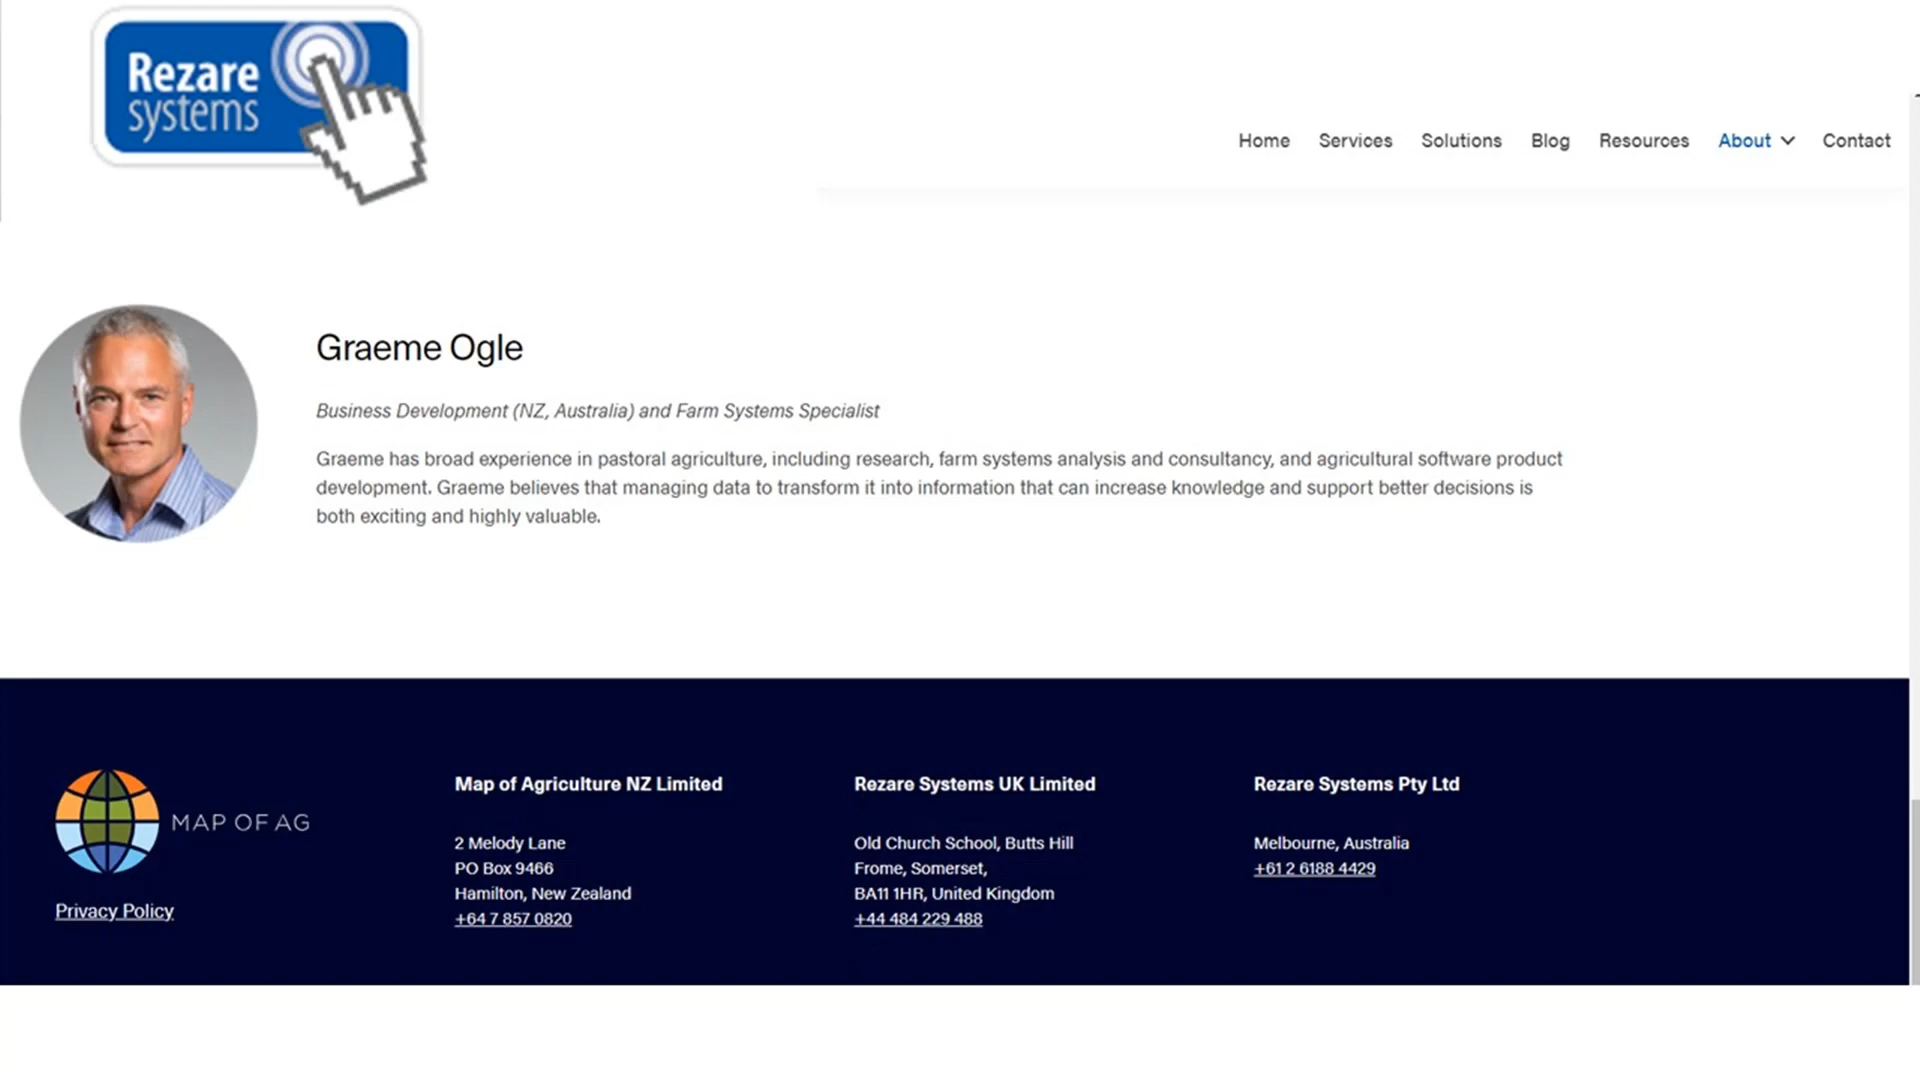 Rezare
systems
Home Services Solutions Blog Resources About Contact
Graeme Ogle
Business Development (NZ, Australia) and Farm Systems Specialist
Graeme has broad experience in pastoral agriculture, including research, farm systems analysis and consultancy, and agricultural software product
development. Graeme believes that managing data to transform it into information that can increase knowledge and support better decisions is
both exciting and highly valuable.
MAP OF AG
Privacy Policy
Map of Agriculture NZ Limited
2 Melody Lane
PO Box 9466
Hamilton, New Zealand
+64 7 857 0820
Rezare Systems UK Limited
Old Church School, Butts Hill
Frome, Somerset,
BA11 1HR, United Kingdom
+44 484 229 488
Rezare Systems Pty Ltd
Melbourne, Australia
+61 2 6188 4429